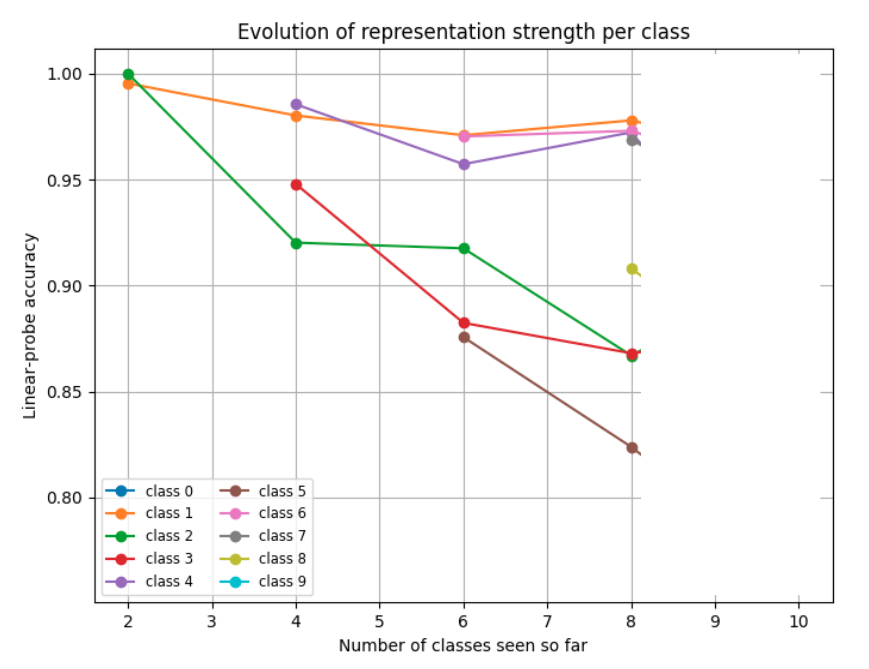 Evolution of representation strength per class
1.00
0.95
0.90
0.85
0.80
Linear-probe accuracy
class 0
class 1
class 2
class 3
class 4
class 5
class 6
class 7
class 8
class 9
2 3 4 5 6 7 8 9 10
Number of classes seen so far